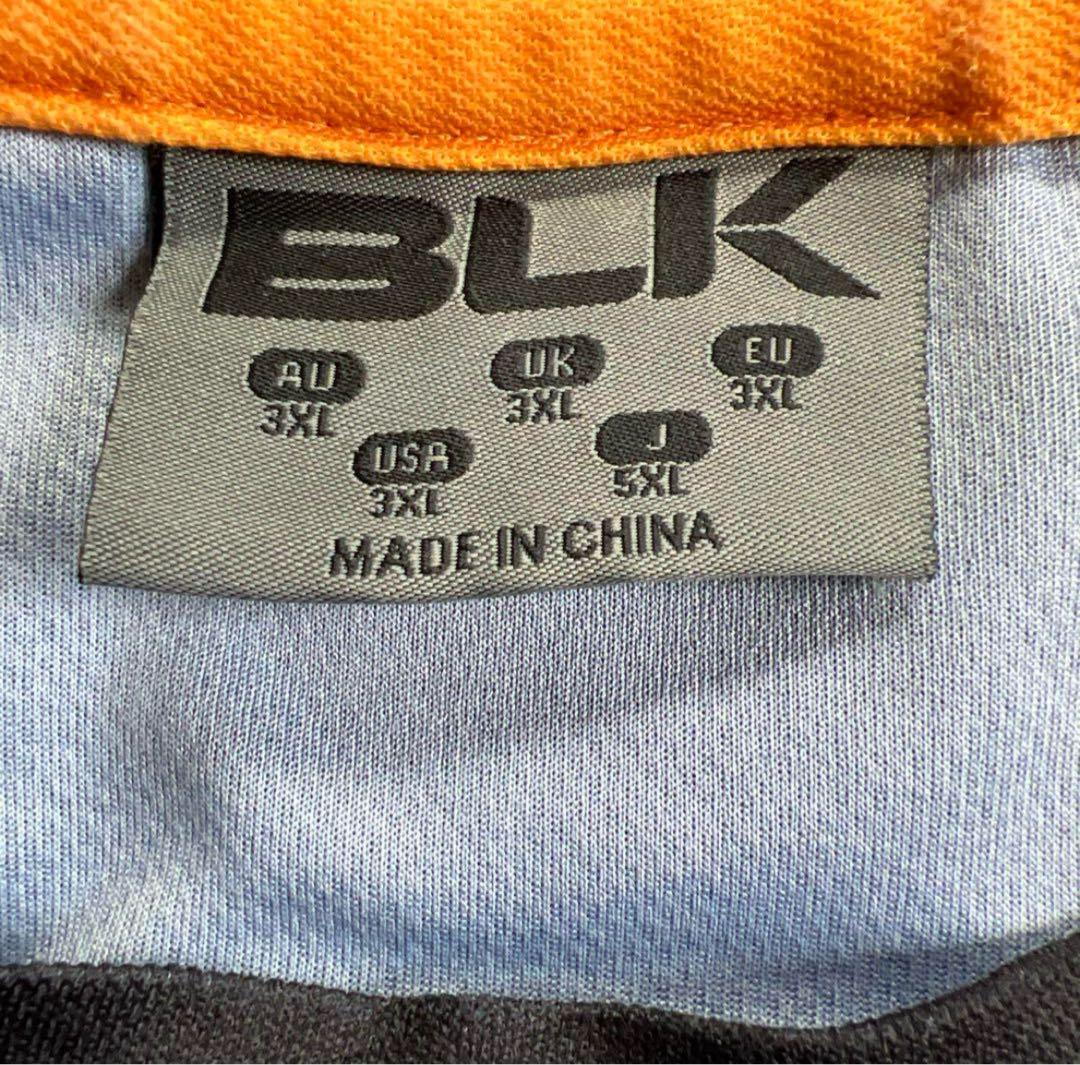 BLK
AU UK EU
3XL 3XL 3XL
USA J
3XL 5XL
MADE IN CHINA